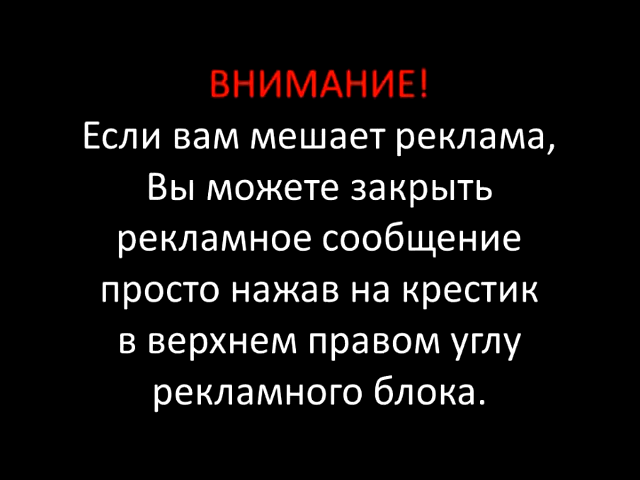 ВНИМАНИЕ!
Если вам мешает реклама,
Вы можете закрыть
рекламное сообщение
просто нажав на крестик
в верхнем правом углу
рекламного блока.